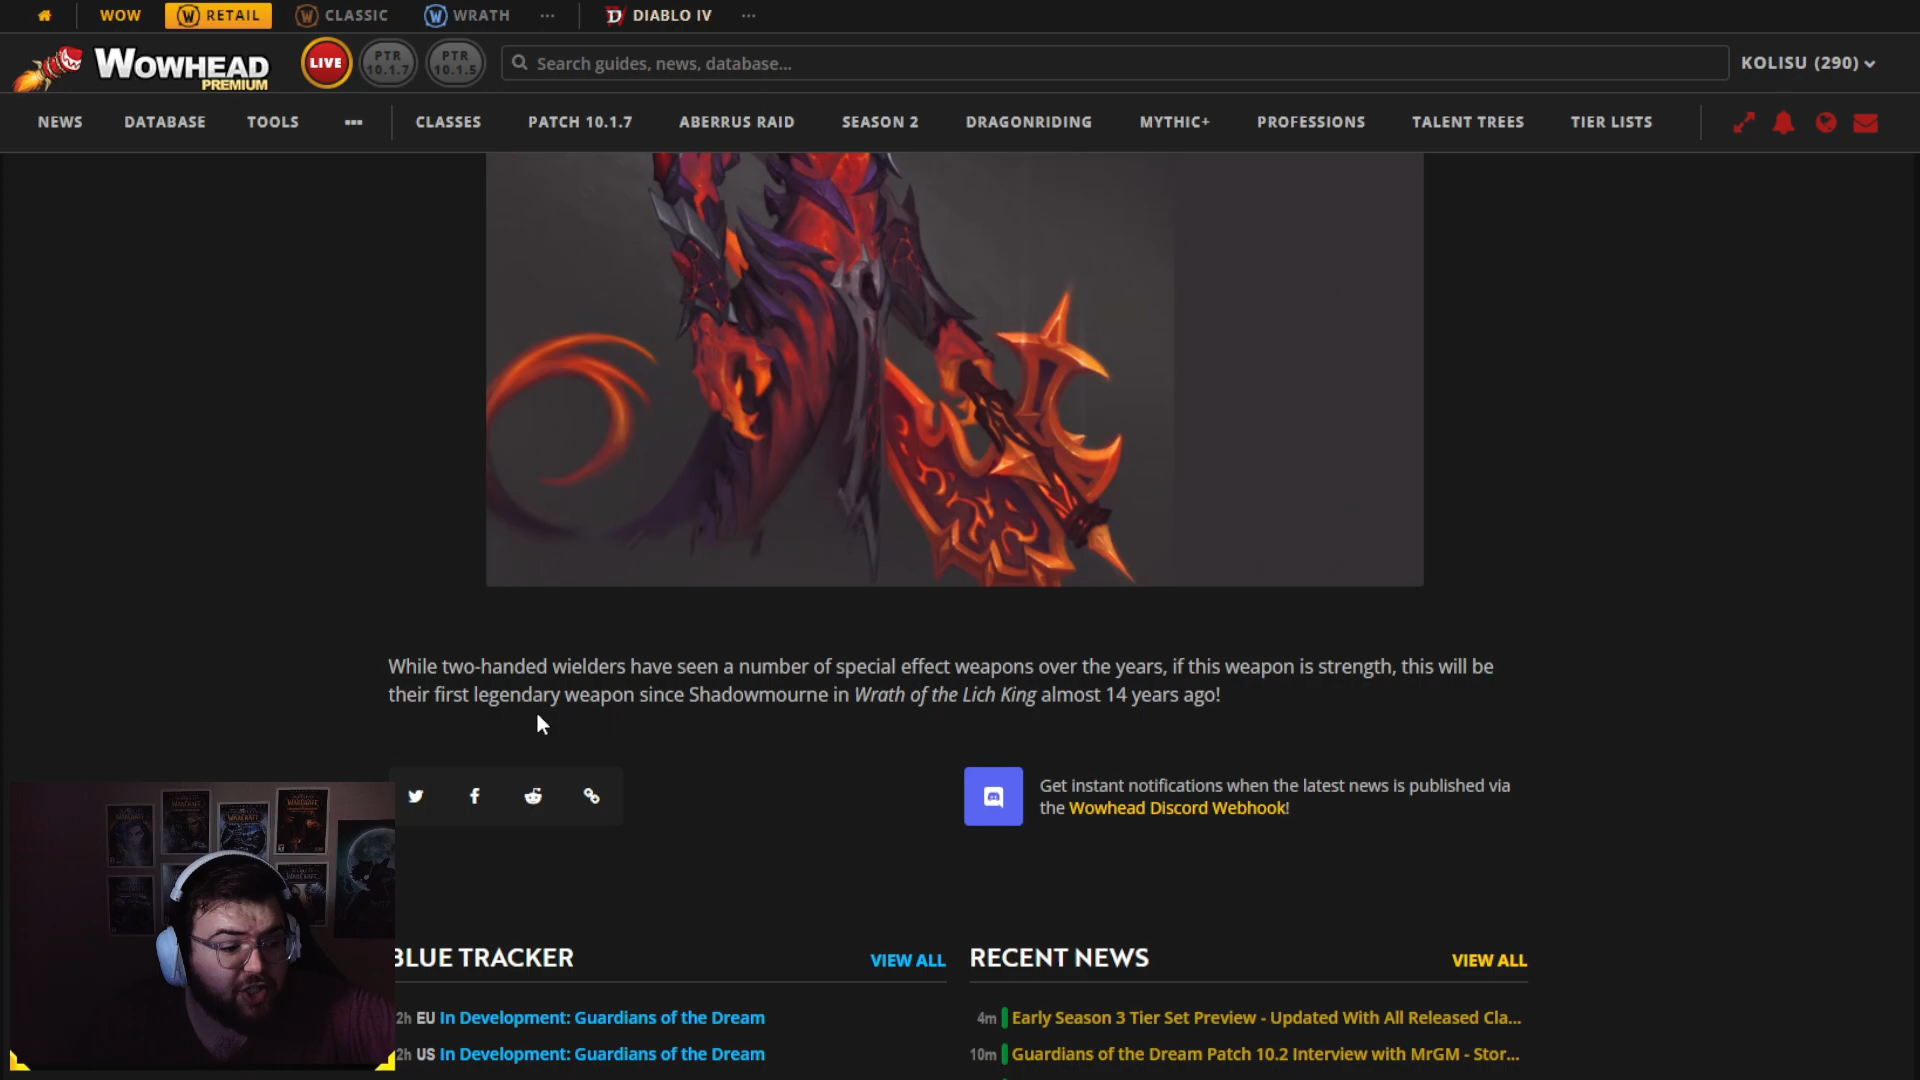 WOW RETAIL CLASSIC WRATH ... DIABLO IV ...
WOWHEAD PREMIUM LIVE PTR 10.1.7 PTR 10.1.5 Search guides, news, database... KOLISU (290)
NEWS DATABASE TOOLS ... CLASSES PATCH 10.1.7 ABERRUS RAID SEASON 2 DRAGONRIDING MYTHIC+ PROFESSIONS TALENT TREES TIER LISTS
While two-handed wielders have seen a number of special effect weapons over the years, if this weapon is strength, this will be
their first legendary weapon since Shadowmourne in Wrath of the Lich King almost 14 years ago!
Get instant notifications when the latest news is published via
the Wowhead Discord Webhook!
BLUE TRACKER VIEW ALL
2h EU In Development: Guardians of the Dream
2h US In Development: Guardians of the Dream
RECENT NEWS VIEW ALL
4m Early Season 3 Tier Set Preview - Updated With All Released Cla...
10m Guardians of the Dream Patch 10.2 Interview with MrGM - Stor...